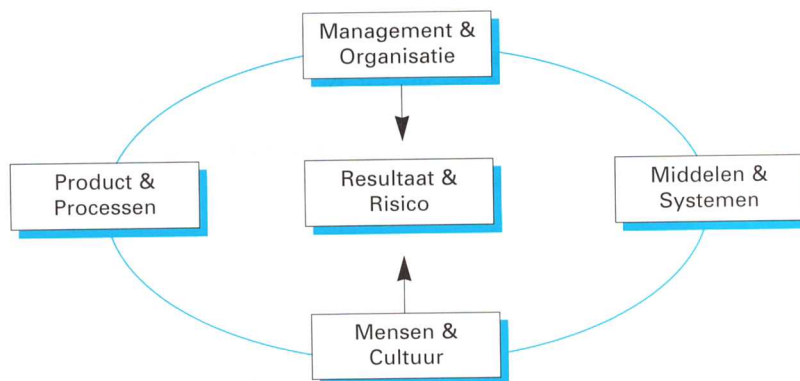 Management &
Organisatie
Product &
Processen
Resultaat &
Risico
Middelen &
Systemen
Mensen &
Cultuur